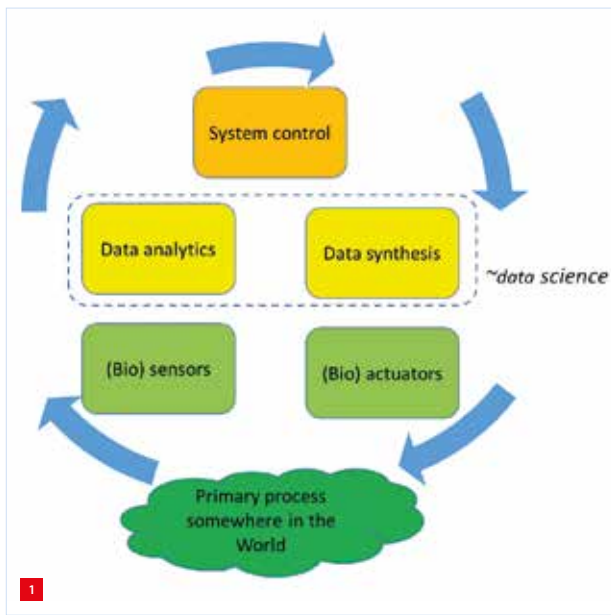 System control
Data analytics
Data synthesis
~data science
(Bio) sensors
(Bio) actuators
Primary process
somewhere in the
World
1